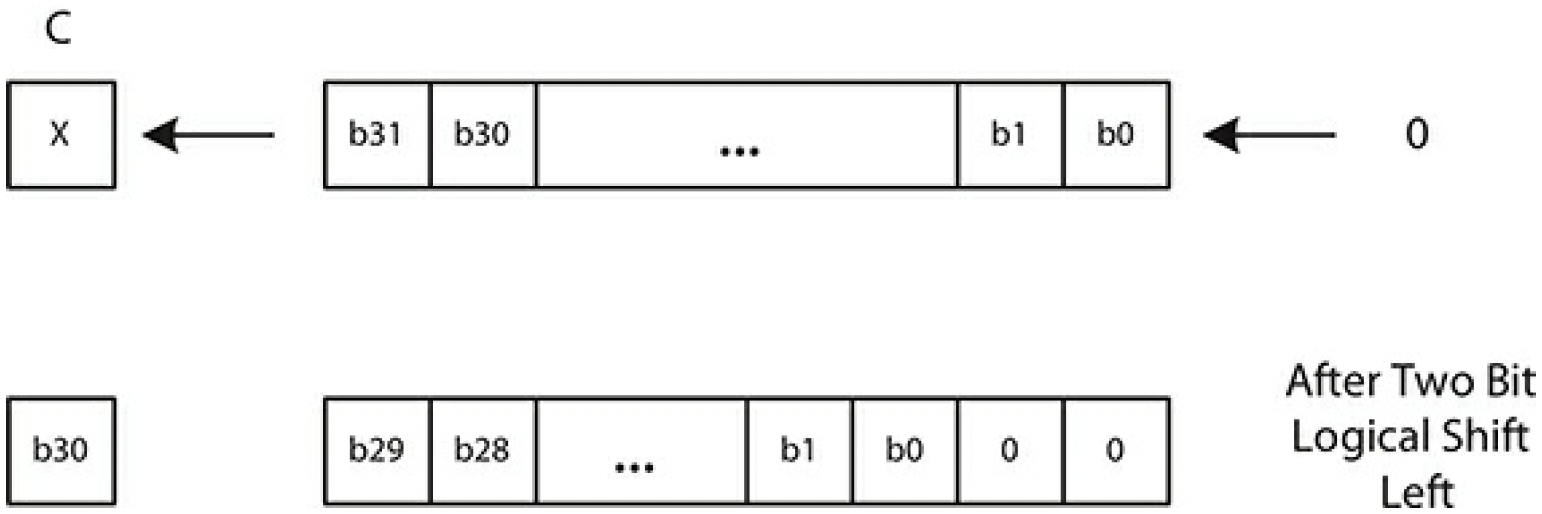 C
X b31 b30 ... b1 b0 0
b30 b29 b28 ... b1 b0 0 0
After Two Bit
Logical Shift
Left